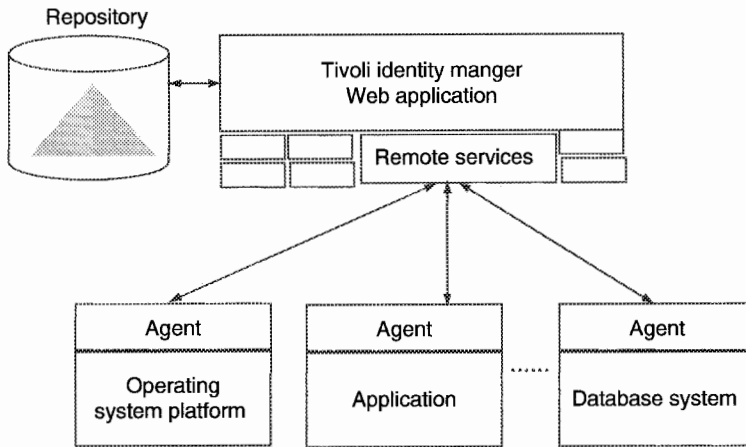 Repository
Tivoli identity manger
Web application
Remote services
Agent
Agent
Agent
Operating
system platform
Application
......
Database system